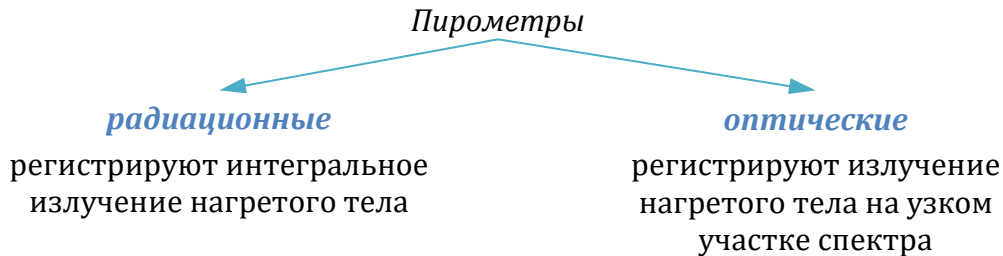 Пирометры
радиационные
регистрируют интегральное
излучение нагретого тела
оптические
регистрируют излучение
нагретого тела на узком
участке спектра